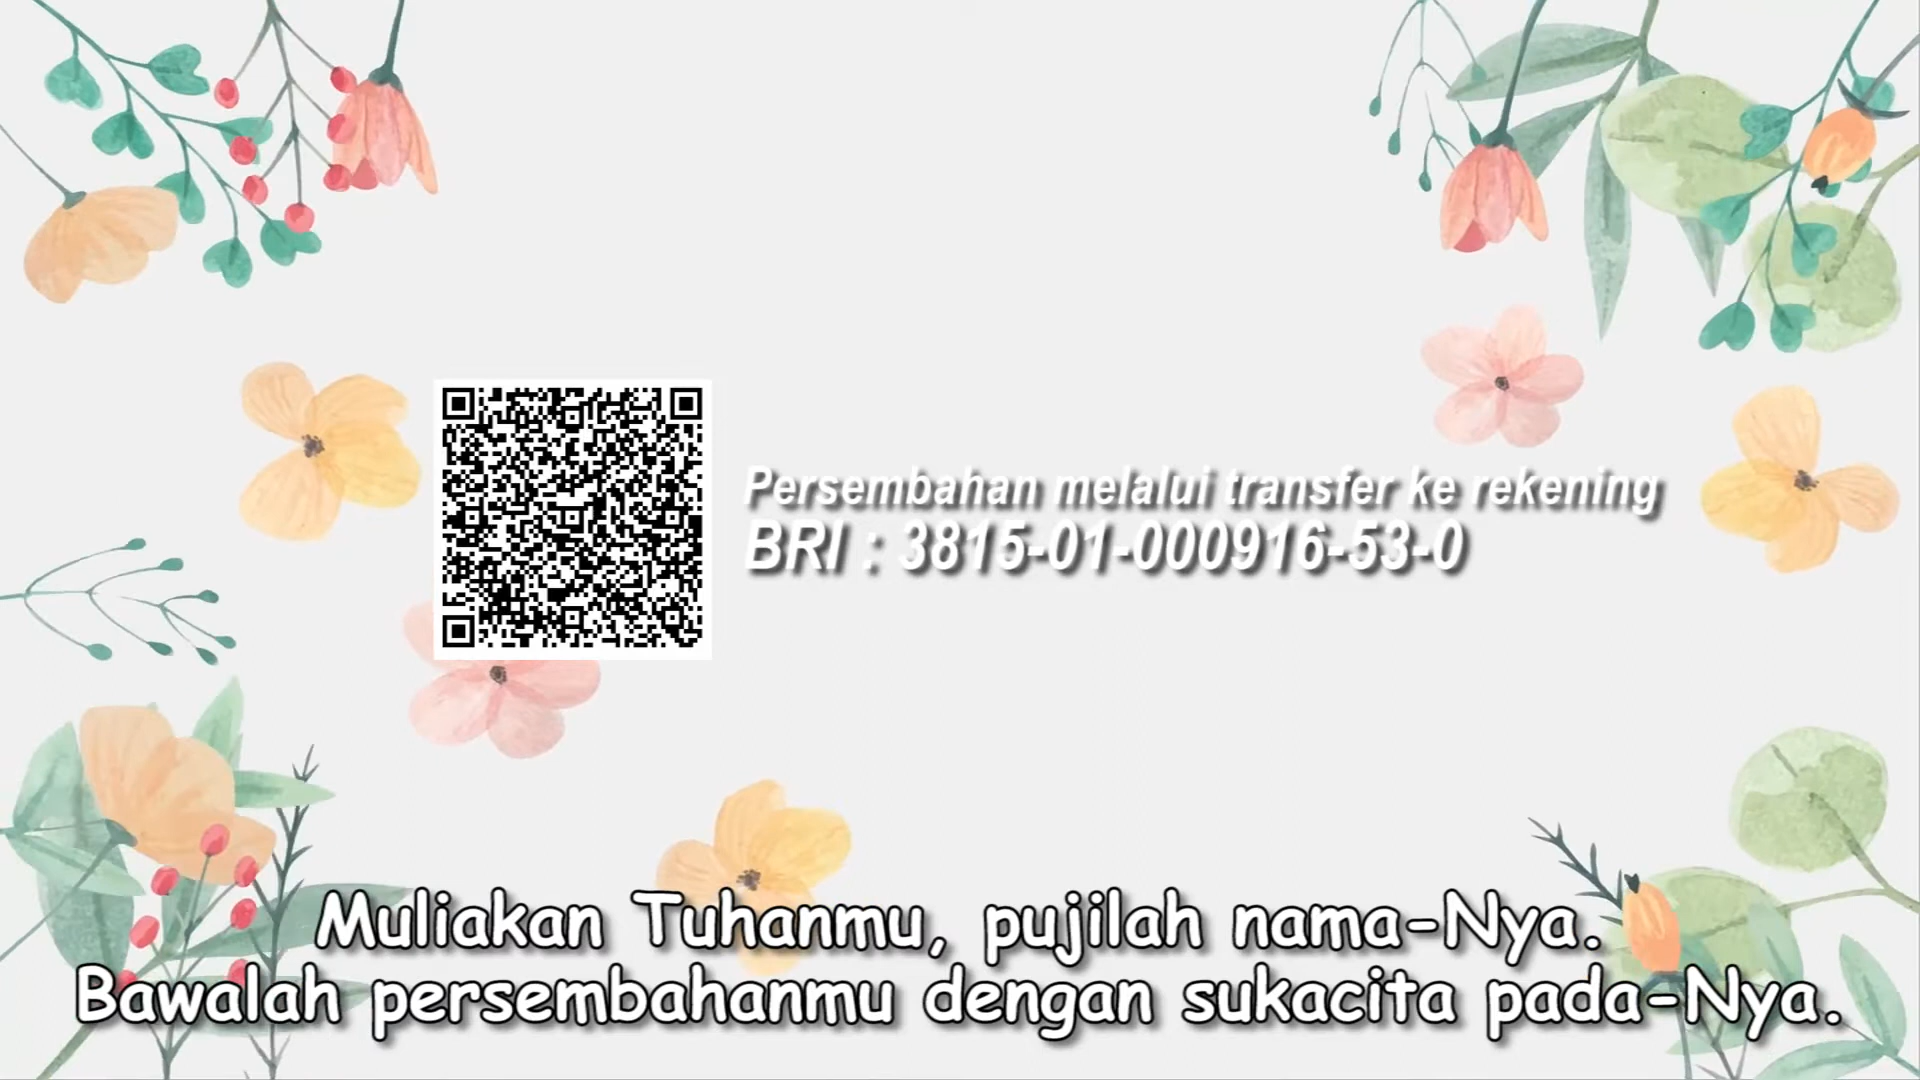 Persembahan melalui transfer ke rekening
BRI : 3815-01-000916-53-0
Muliakan Tuhanmu, pujilah nama-Nya.
Bawalah persembahanmu dengan sukacita pada-Nya.